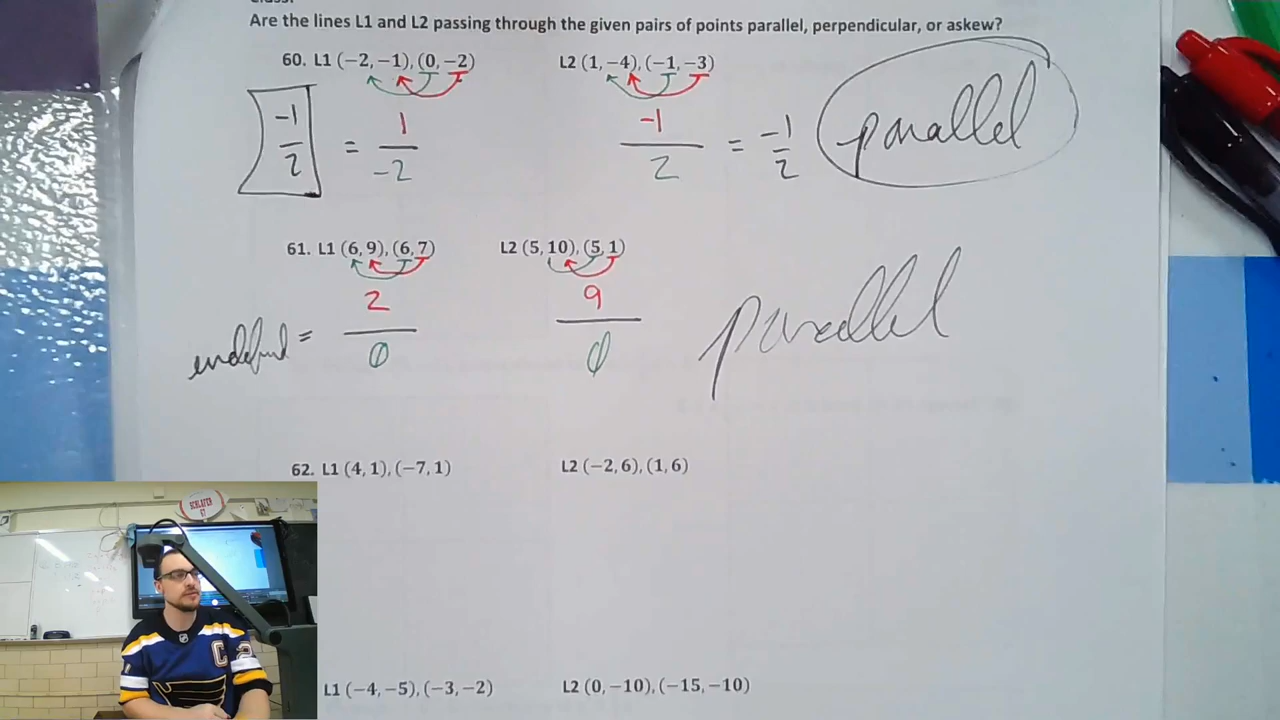 Are the lines L1 and L2 passing through the given pairs of points parallel, perpendicular, or askew?
60. L1 (−2, −1), (0, −2) L2 (1, −4), (−1, −3)
-1/2 = 1/-2 -1/2 = -1/2 parallel
61. L1 (6, 9), (6, 7) L2 (5, 10), (5, 1)
= 2/0 9/0 parallel
62. L1 (4, 1), (−7, 1) L2 (−2, 6), (1, 6)
L1 (−4, −5), (−3, −2) L2 (0, −10), (−15, −10)
C